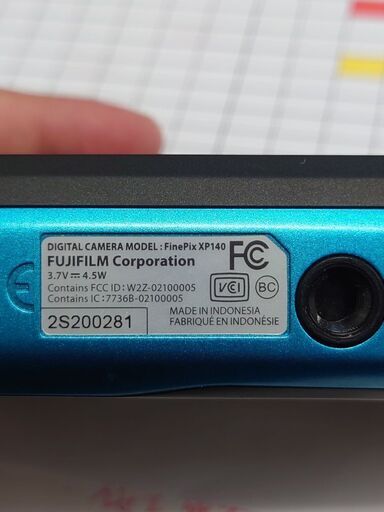 DIGITAL CAMERA MODEL : FinePix XP140
FUJIFILM Corporation
3.7V⎓4.5W
Contains FCC ID : W2Z-02100005
Contains IC : 7736B-02100005
2S200281
FC
VCI
BC
MADE IN INDONESIA
FABRIQUÉ EN INDONÉSIE